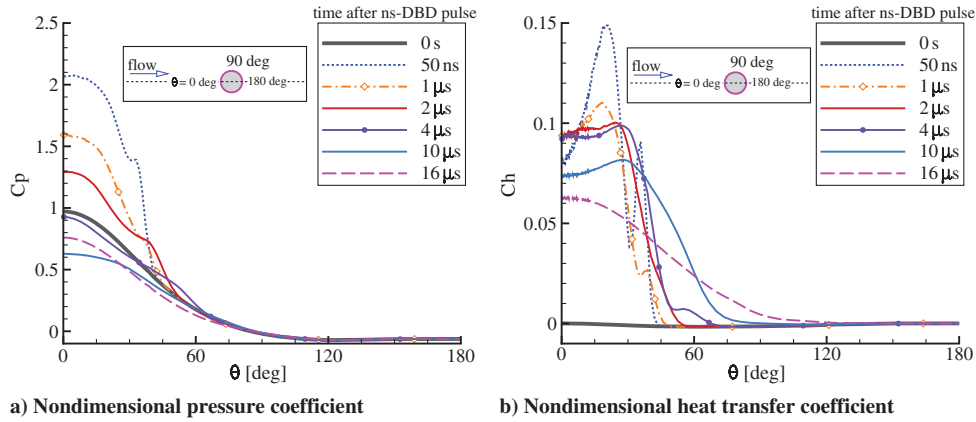 time after ns-DBD pulse
0 s
50 ns
1 μs
2 μs
4 μs
10 μs
16 μs
90 deg
flow
θ = 0 deg
180 deg
Cp
2.5
2
1.5
1
0.5
0
0
60
120
180
θ [deg]
a) Nondimensional pressure coefficient
time after ns-DBD pulse
0 s
50 ns
1 μs
2 μs
4 μs
10 μs
16 μs
90 deg
flow
θ = 0 deg
180 deg
Ch
0.15
0.1
0.05
0
0
60
120
180
θ [deg]
b) Nondimensional heat transfer coefficient